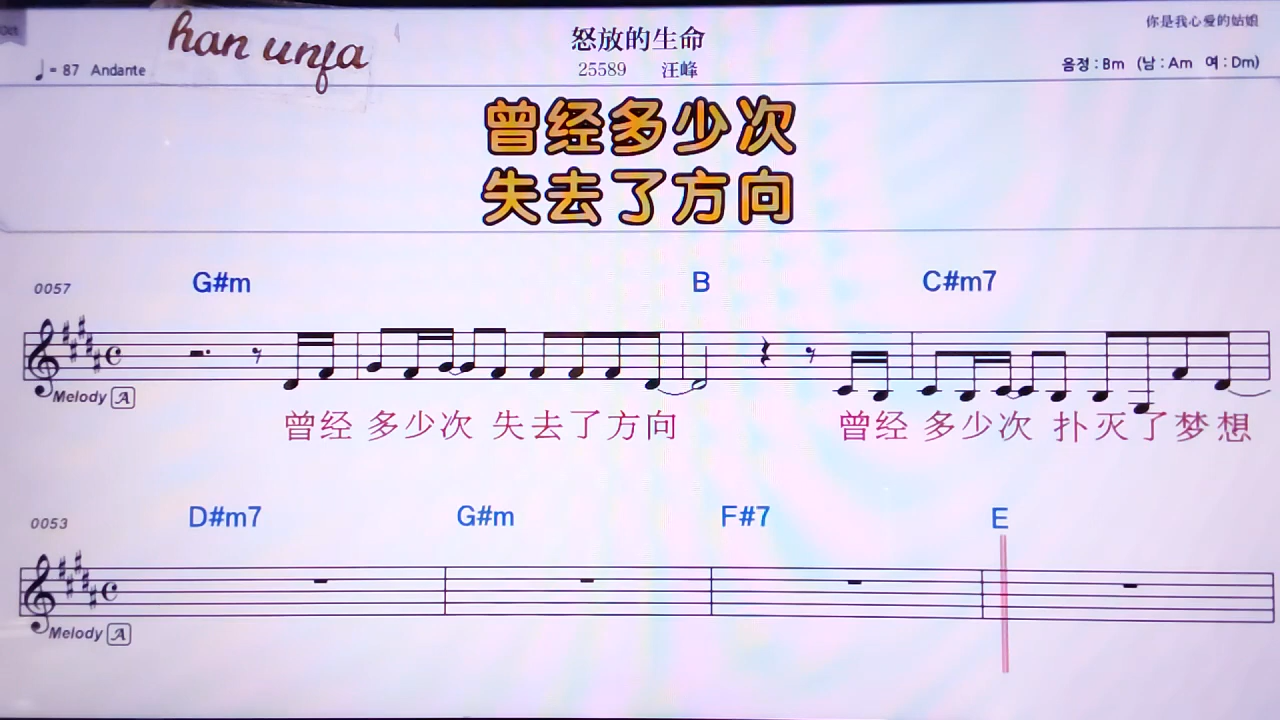 han unfa
怒放的生命
你是我心爱的姑娘
♩= 87 Andante
25589 汪峰
음정 : Bm (남 : Am 여 : Dm)
曾经多少次
失去了方向
0057 G#m B C#m7
Melody A
曾经 多少次 失去了方向 曾经 多少次 扑灭了梦想
0053 D#m7 G#m F#7 E
Melody A